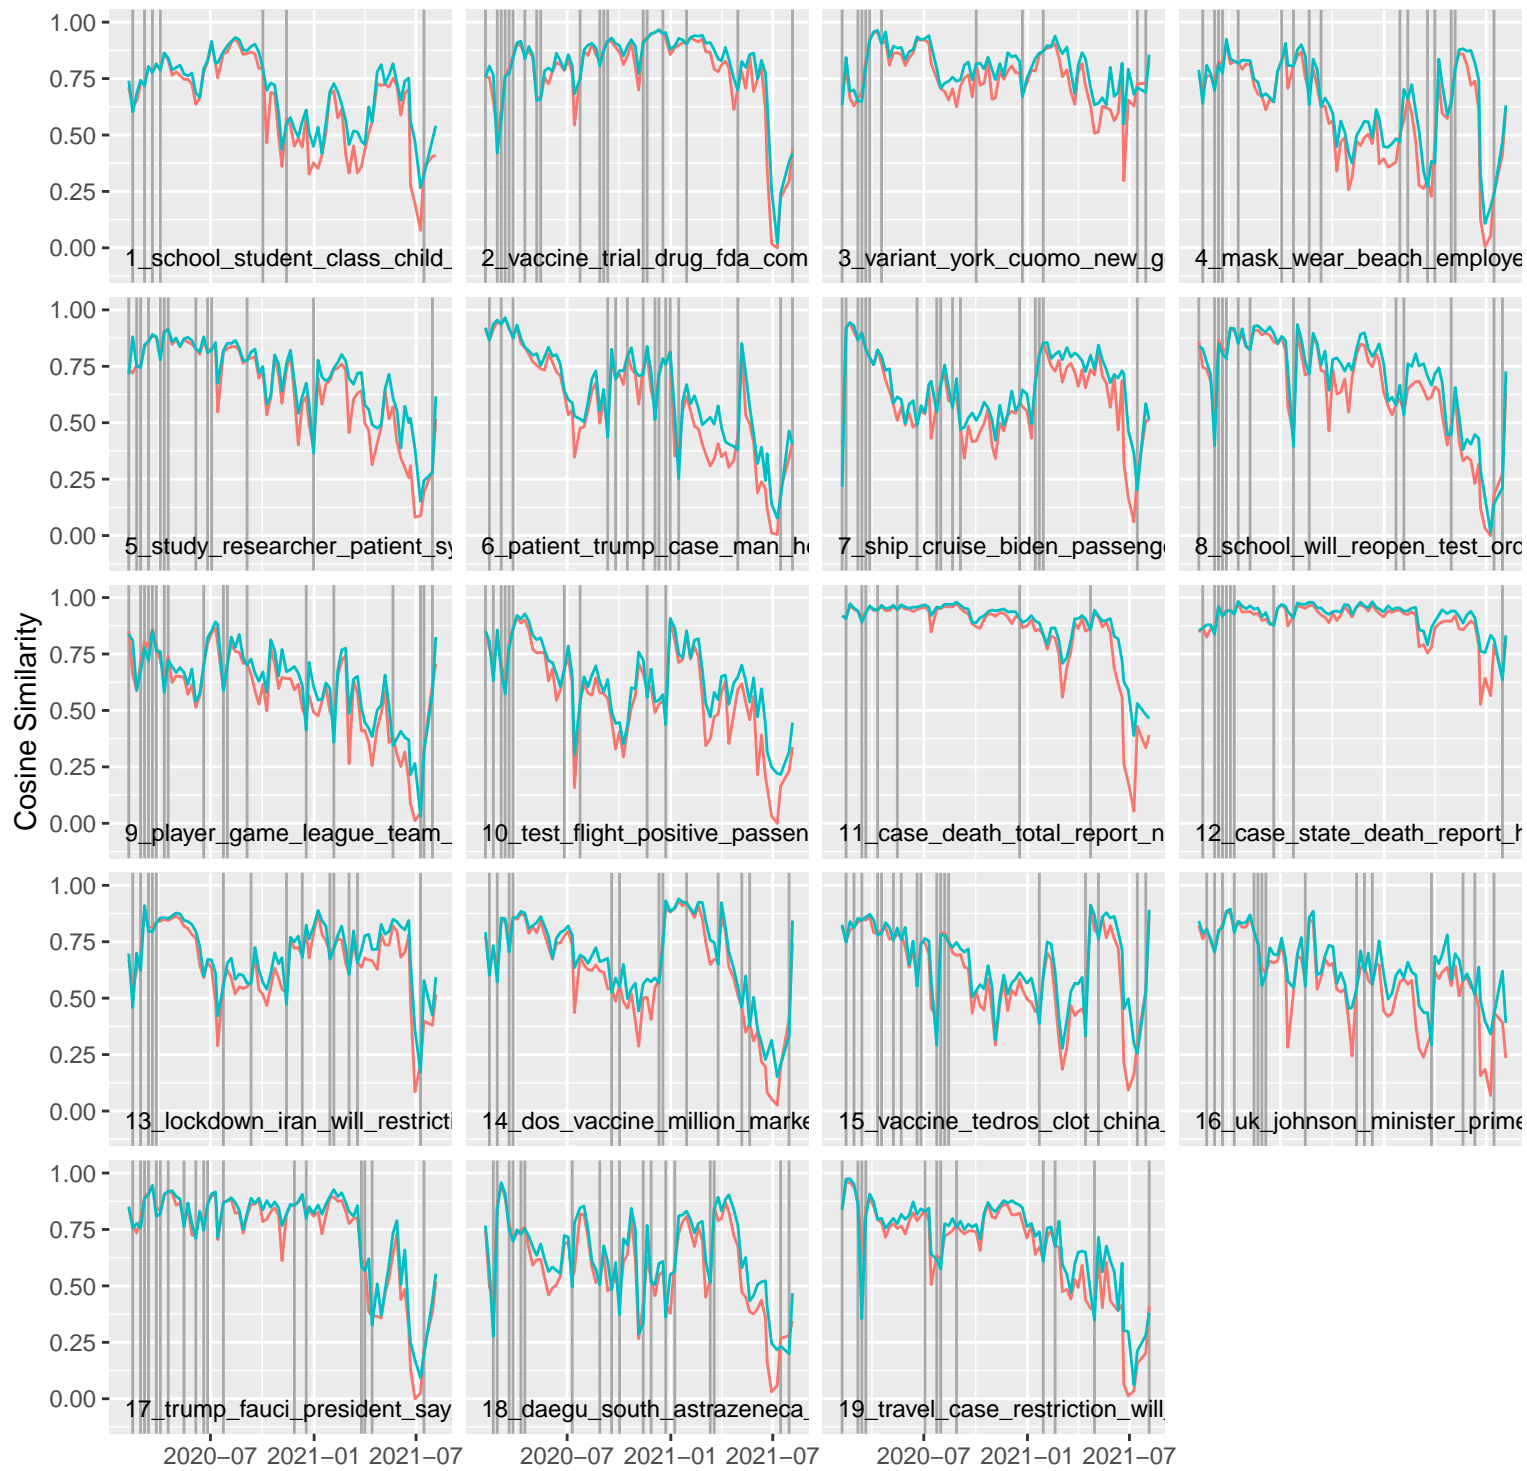 1.00
0.75
0.50
0.25
0.00
1_school_student_class_child_
2_vaccine_trial_drug_fda_com
3_variant_york_cuomo_new_g
4_mask_wear_beach_employe
1.00
0.75
0.50
0.25
0.00
5_study_researcher_patient_sy
6_patient_trump_case_man_ho
7_ship_cruise_biden_passenge
8_school_will_reopen_test_ord
Cosine Similarity
1.00
0.75
0.50
0.25
0.00
9_player_game_league_team_
10_test_flight_positive_passen
11_case_death_total_report_n
12_case_state_death_report_h
1.00
0.75
0.50
0.25
0.00
13_lockdown_iran_will_restricti
14_dos_vaccine_million_marke
15_vaccine_tedros_clot_china_
16_uk_johnson_minister_prime
1.00
0.75
0.50
0.25
0.00
17_trump_fauci_president_say_
18_daegu_south_astrazeneca_
19_travel_case_restriction_will_
2020−07 2021−01 2021−07
2020−07 2021−01 2021−07
2020−07 2021−01 2021−07